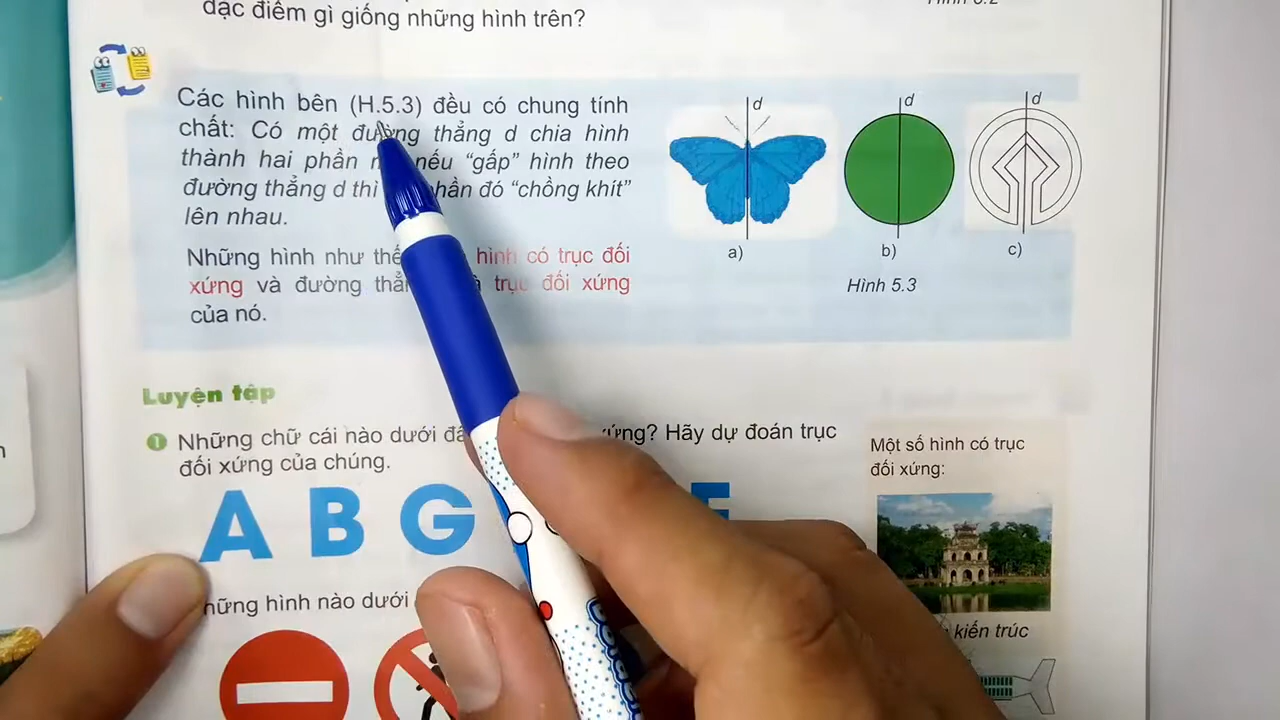 đặc điểm gì giống những hình trên?
Các hình bên (H.5.3) đều có chung tính
chất: Có một đường thẳng d chia hình
thành hai phần nếu “gấp” hình theo
đường thẳng d thì phần đó “chồng khít”
lên nhau.
Những hình như thế hình có trục đối
xứng và đường trục đối xứng
của nó.
d
d
d
a)
b)
c)
Hình 5.3
Luyện tập
1 Những chữ cái nào dưới xứng? Hãy dự đoán trục
đối xứng của chúng.
A B G
hình nào dưới
Một số hình có trục
đối xứng:
kiến trúc